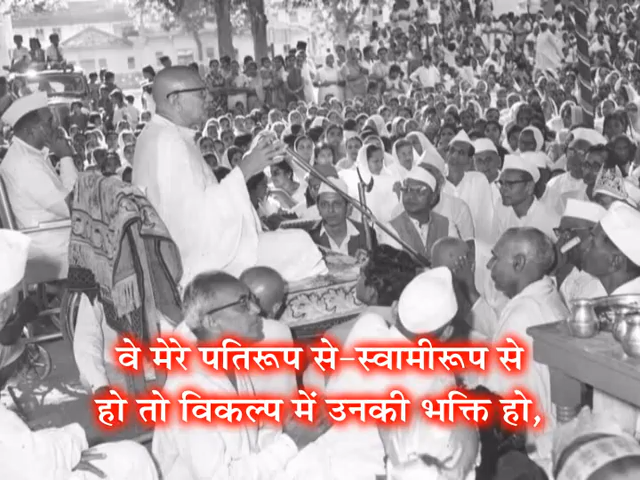 वे मेरे पतिरूप से-स्वामीरूप से
हो तो विकल्प में उनकी भक्ति हो,